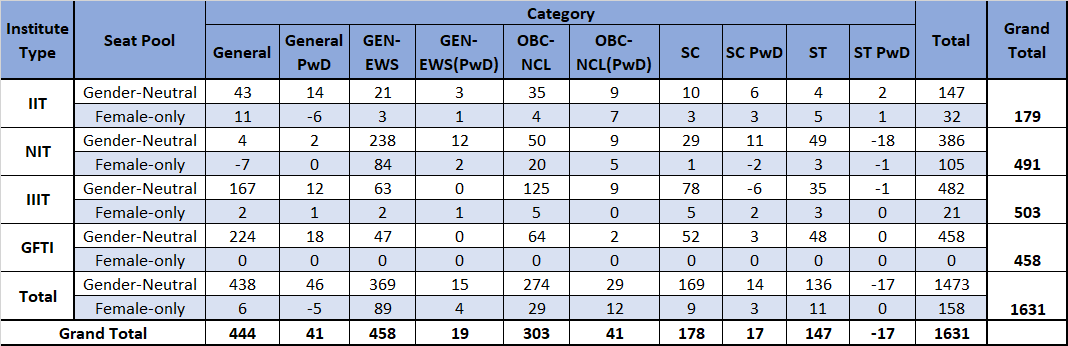 Institute Type Seat Pool Category Total Grand Total
General General PwD GEN-EWS GEN-EWS(PwD) OBC-NCL OBC-NCL(PwD) SC SC PwD ST ST PwD
IIT Gender-Neutral 43 14 21 3 35 9 10 6 4 2 147
Female-only 11 -6 3 1 4 7 3 3 5 1 32 179
NIT Gender-Neutral 4 2 238 12 50 9 29 11 49 -18 386
Female-only -7 0 84 2 20 5 1 -2 3 -1 105 491
IIIT Gender-Neutral 167 12 63 0 125 9 78 -6 35 -1 482
Female-only 2 1 2 1 5 0 5 2 3 0 21 503
GFTI Gender-Neutral 224 18 47 0 64 2 52 3 48 0 458
Female-only 0 0 0 0 0 0 0 0 0 0 0 458
Total Gender-Neutral 438 46 369 15 274 29 169 14 136 -17 1473
Female-only 6 -5 89 4 29 12 9 3 11 0 158 1631
Grand Total 444 41 458 19 303 41 178 17 147 -17 1631